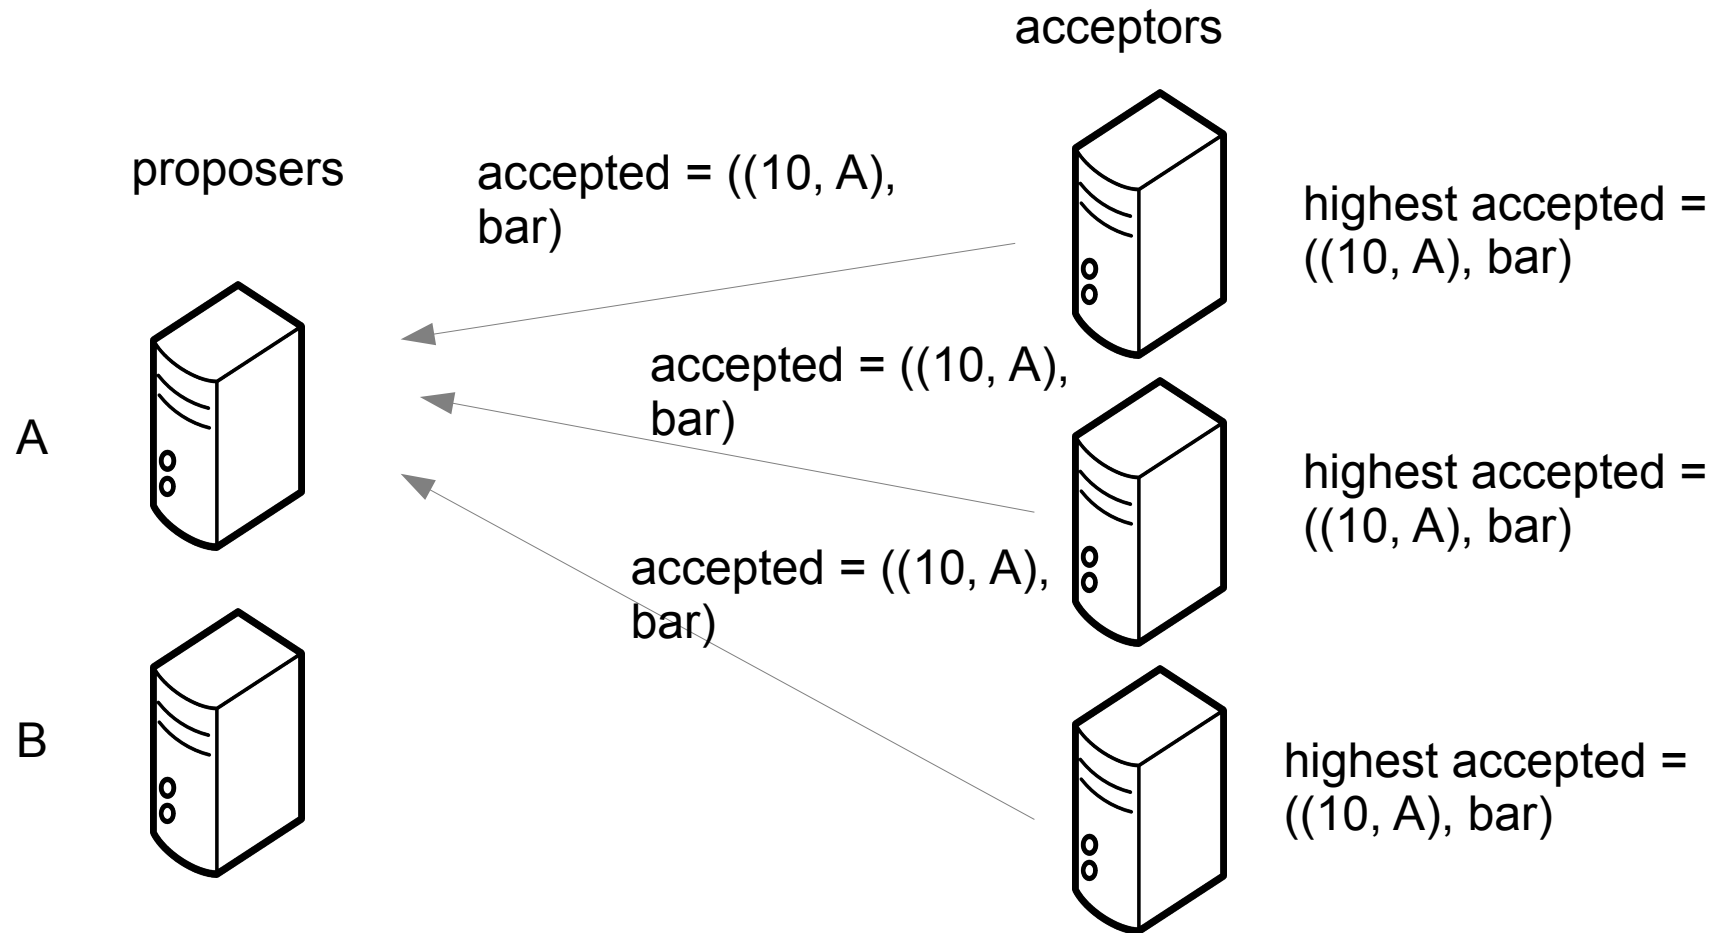 acceptors
proposers
accepted = ((10, A),
bar)
highest accepted =
((10, A), bar)
accepted = ((10, A),
bar)
A
highest accepted =
((10, A), bar)
accepted = ((10, A),
bar)
B
highest accepted =
((10, A), bar)